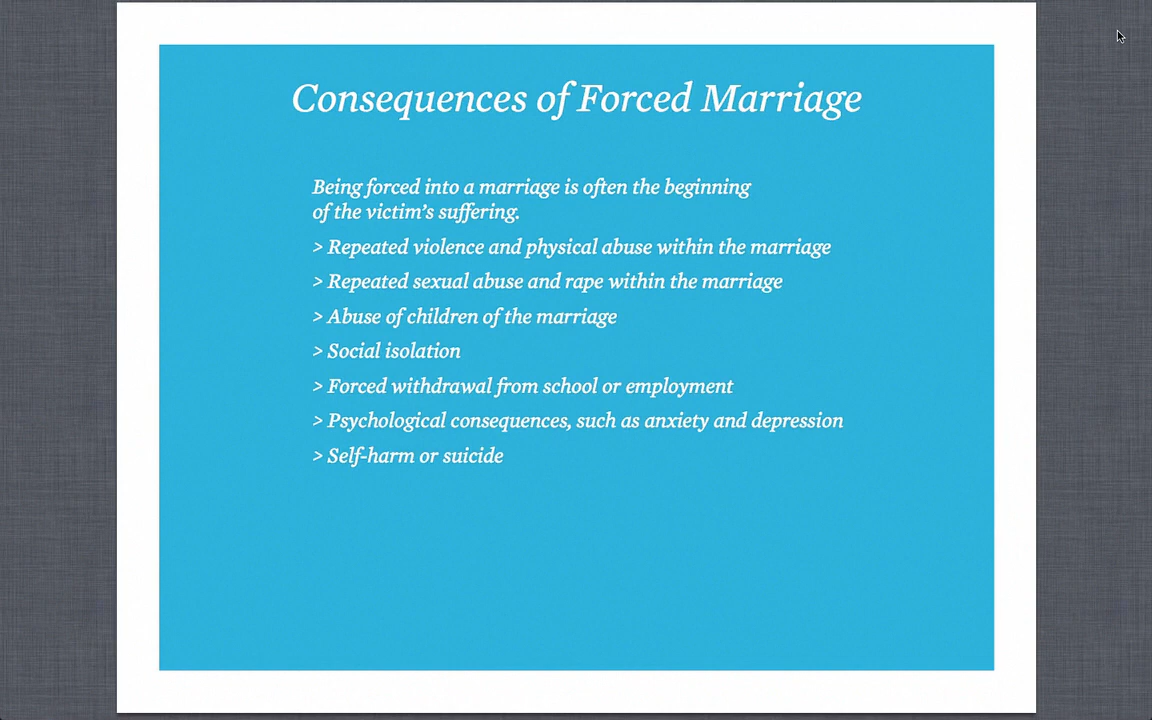 Consequences of Forced Marriage
Being forced into a marriage is often the beginning
of the victim’s suffering.
> Repeated violence and physical abuse within the marriage
> Repeated sexual abuse and rape within the marriage
> Abuse of children of the marriage
> Social isolation
> Forced withdrawal from school or employment
> Psychological consequences, such as anxiety and depression
> Self-harm or suicide